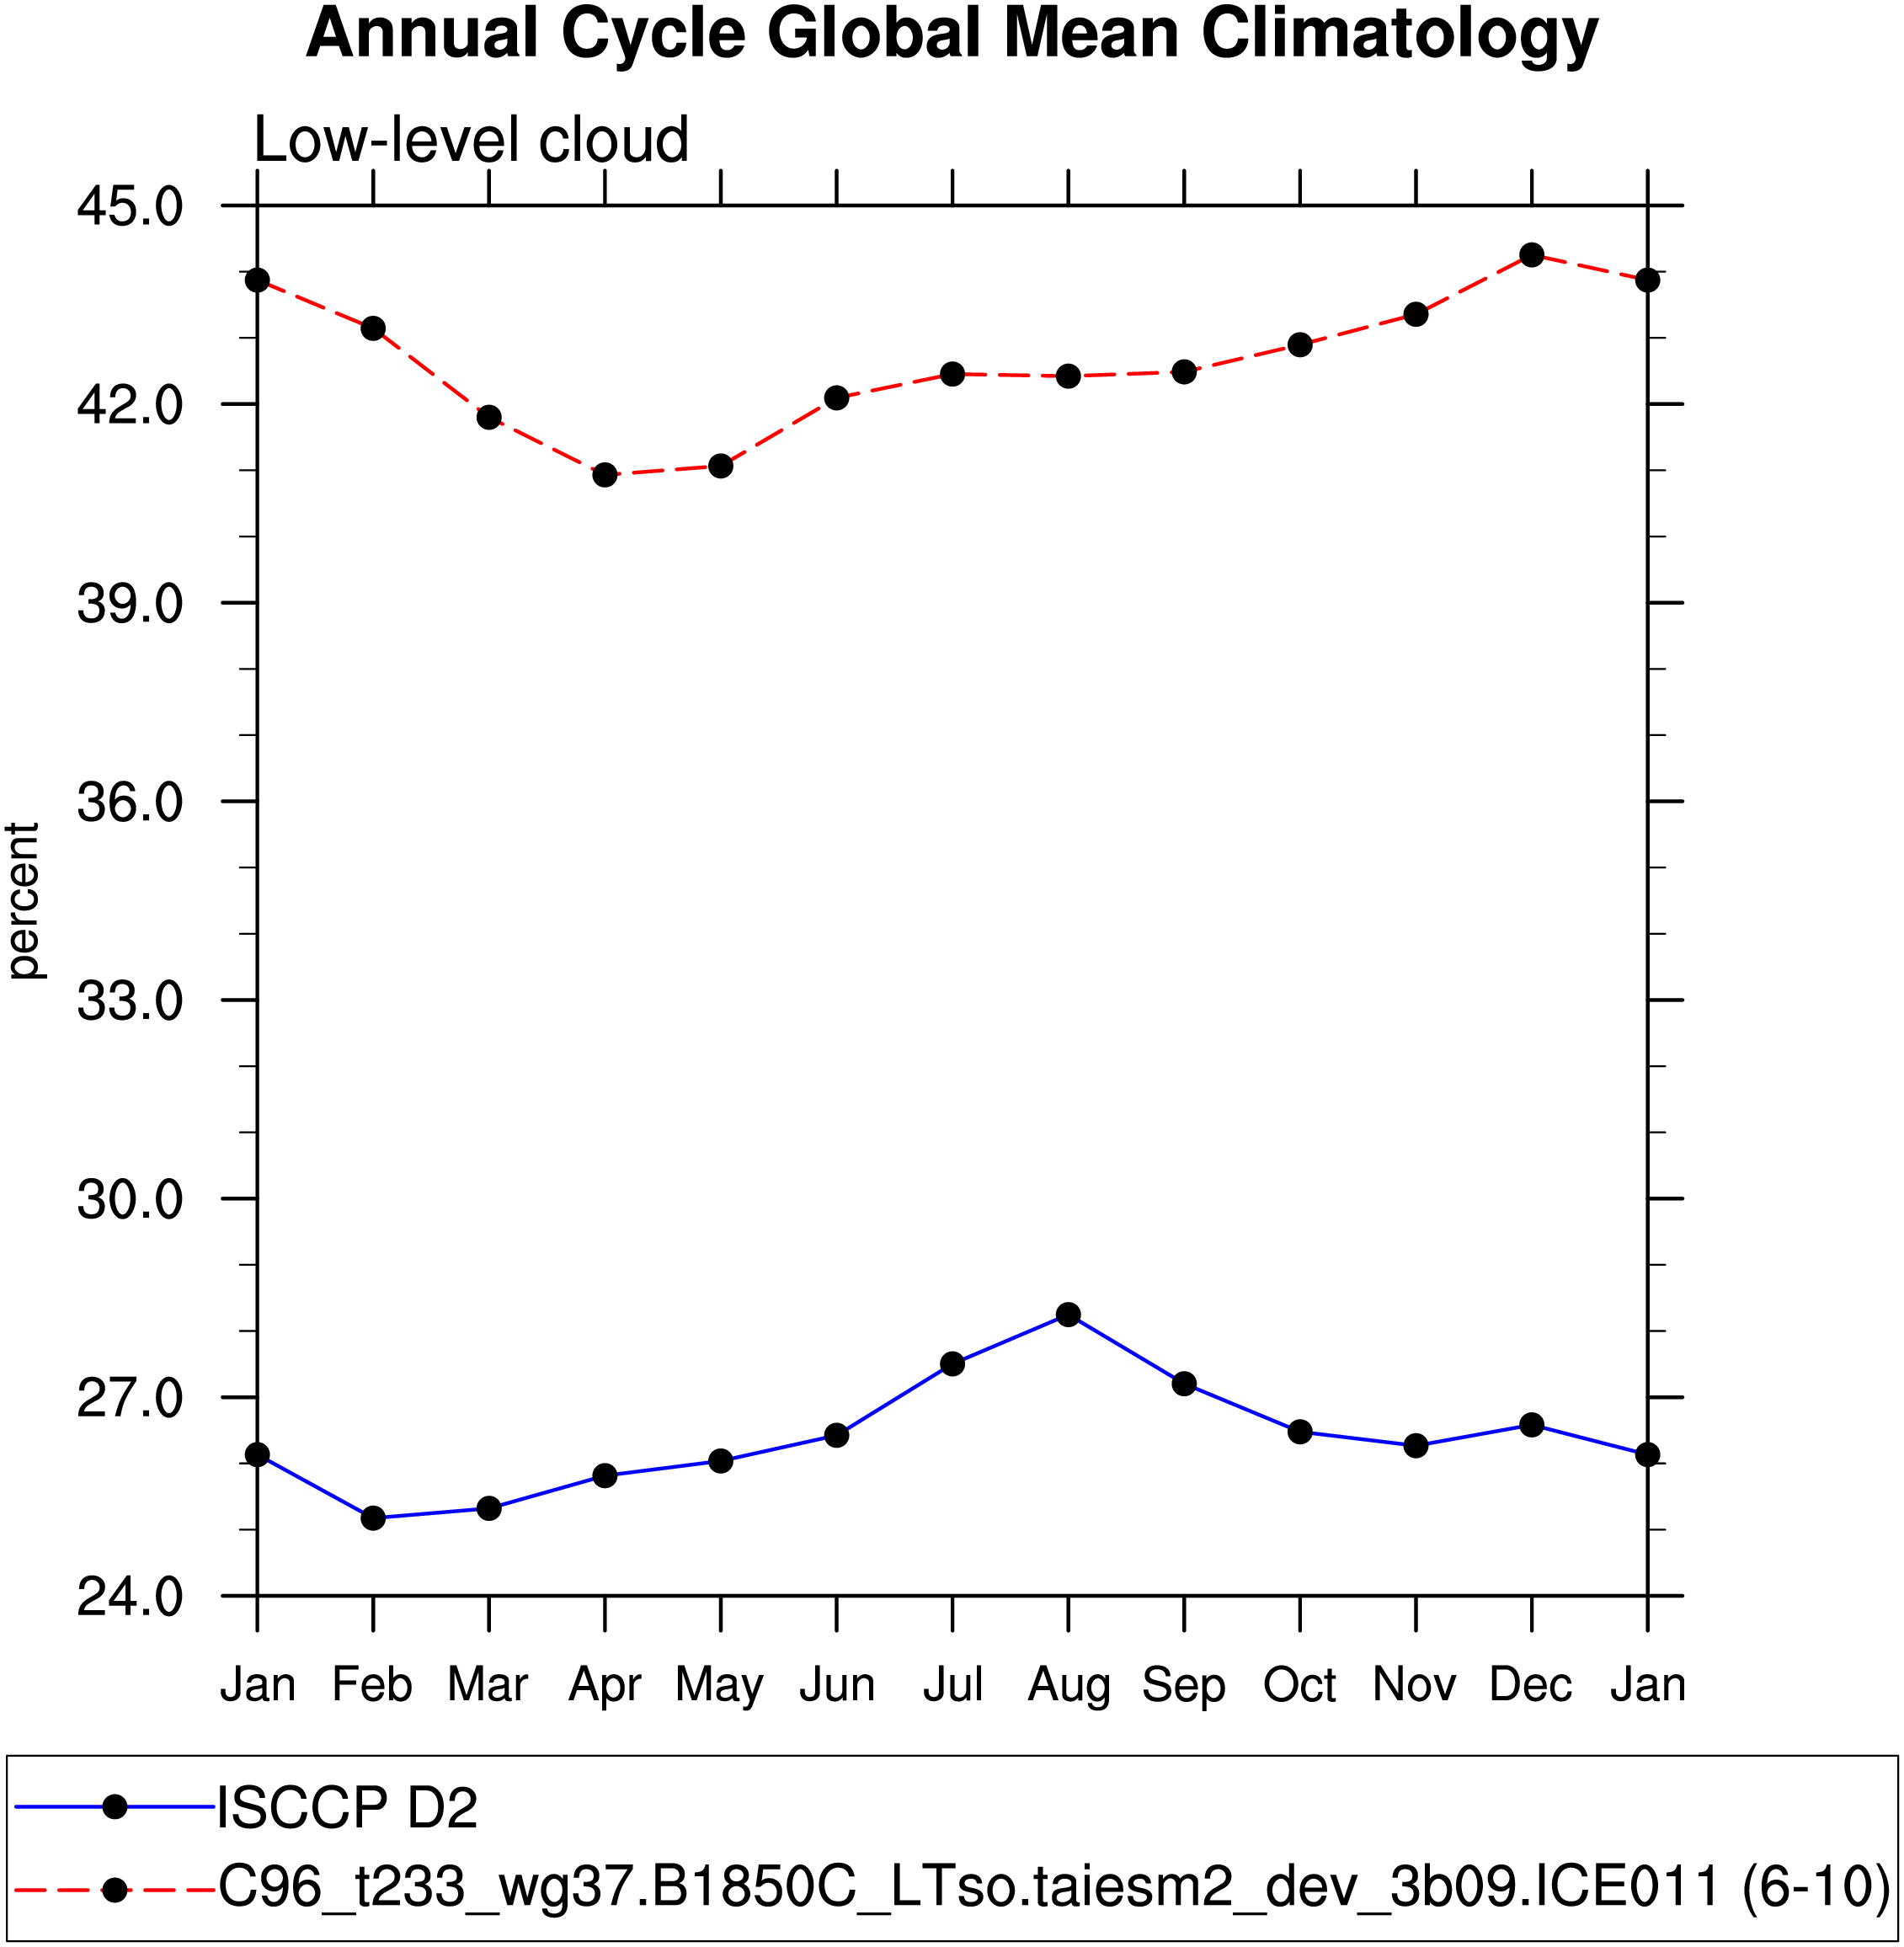 Annual Cycle Global Mean Climatology
Low-level cloud
45.0
42.0
39.0
36.0
33.0
30.0
27.0
24.0
percent
Jan Feb Mar Apr May Jun Jul Aug Sep Oct Nov Dec Jan
ISCCP D2
C96_t233_wg37.B1850C_LTso.taiesm2_dev_3b09.ICE011 (6-10)